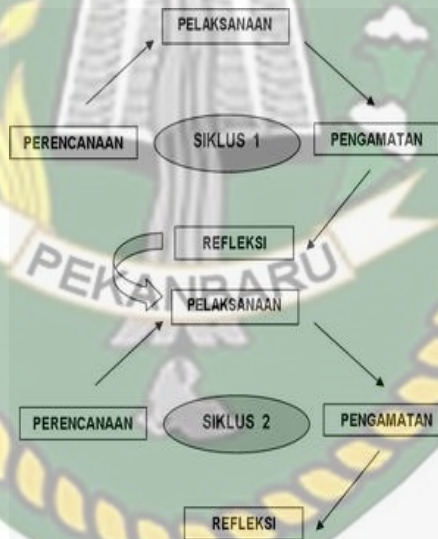 PELAKSANAAN
PERENCANAAN
SIKLUS 1
PENGAMATAN
REFLEKSI
PEKANBARU
PELAKSANAAN
PERENCANAAN
SIKLUS 2
PENGAMATAN
REFLEKSI